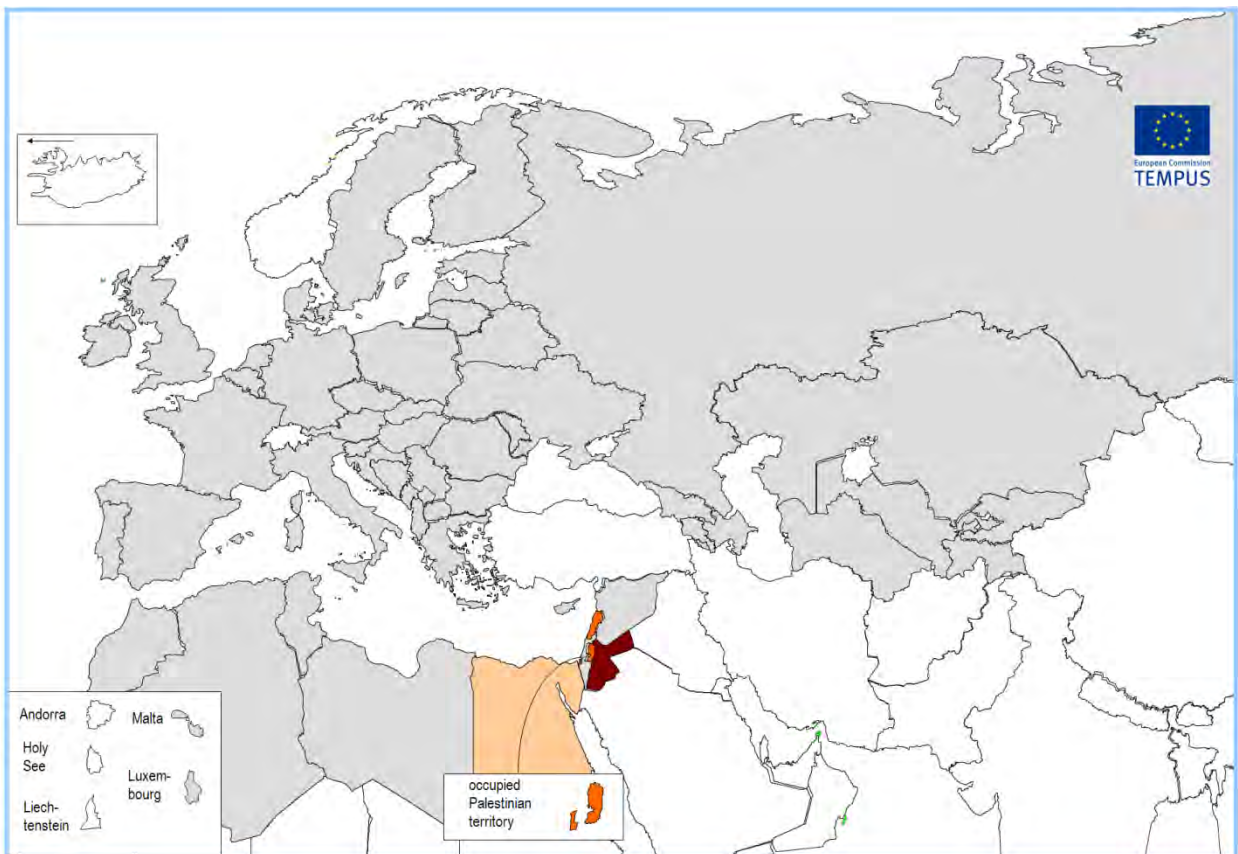 European Commission
TEMPUS
Andorra
Malta
Holy
See
Luxem-
bourg
Liech-
tenstein
occupied
Palestinian
territory